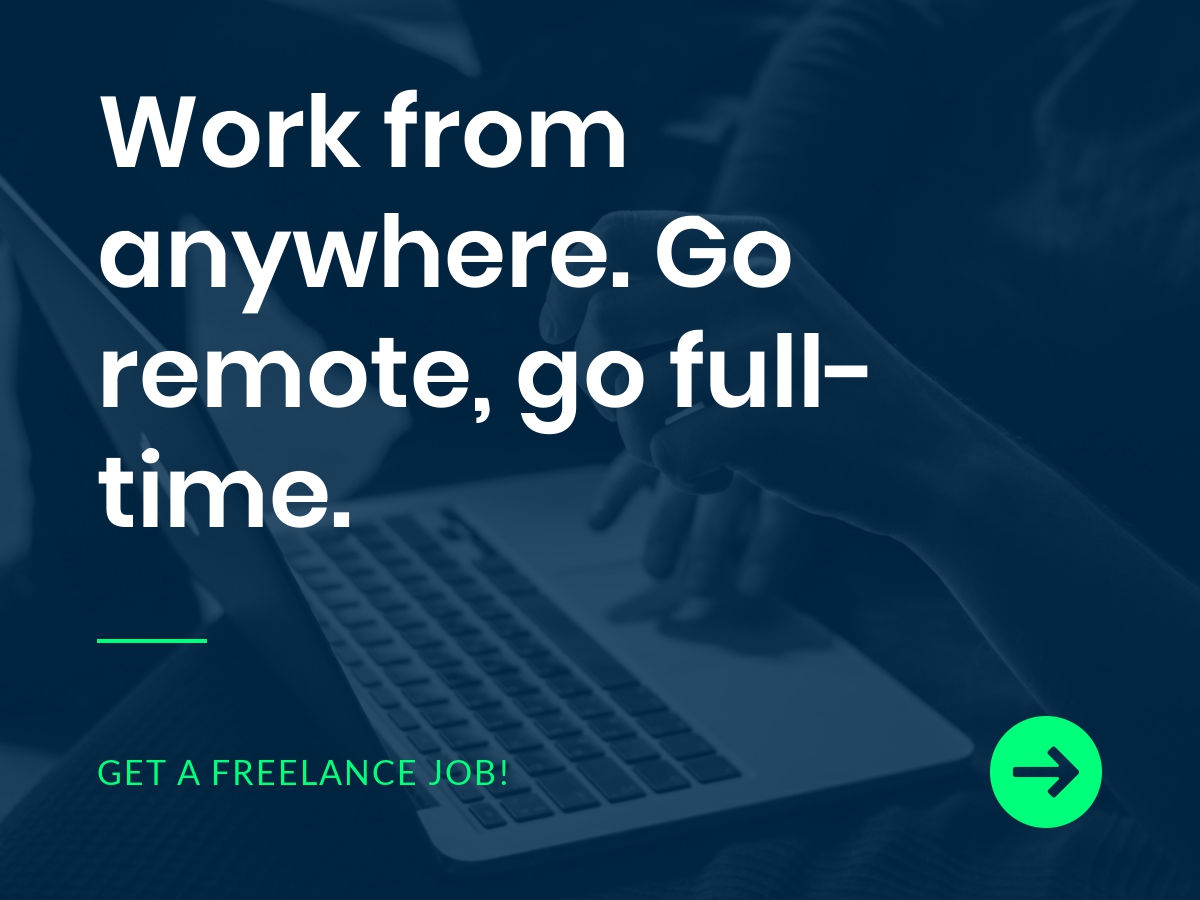 Work from
anywhere. Go
remote, go full-
time.
GET A FREELANCE JOB!